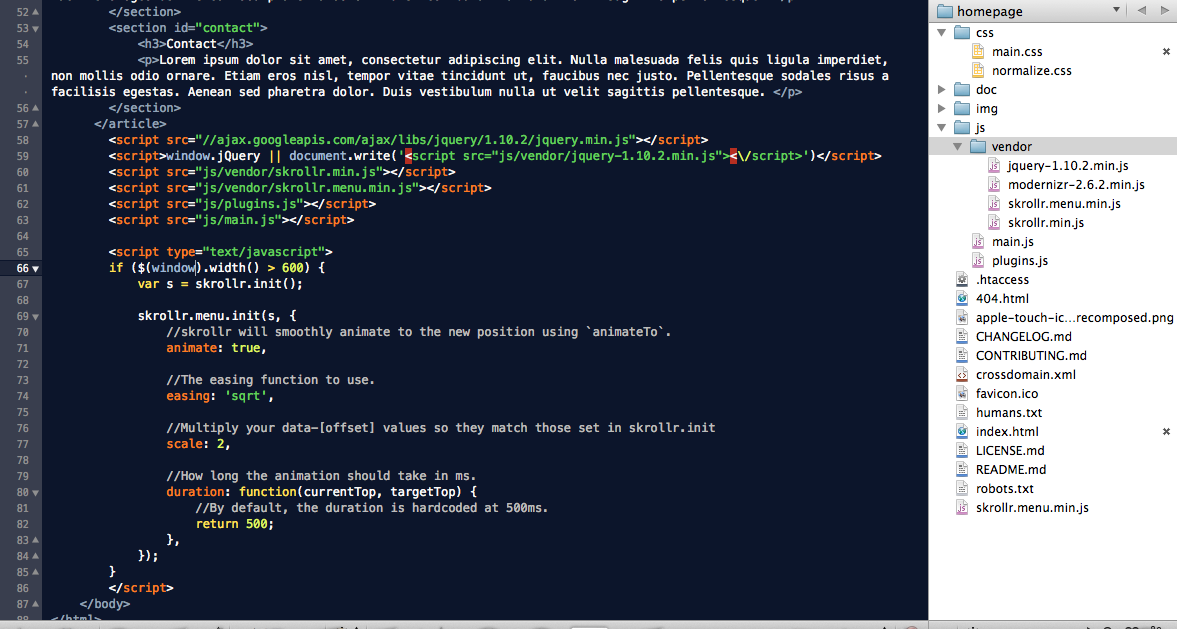 52 </section>
53 <section id="contact">
54 <h3>Contact</h3>
55 <p>Lorem ipsum dolor sit amet, consectetur adipiscing elit. Nulla malesuada felis quis ligula imperdiet,
non mollis odio ornare. Etiam eros nisl, tempor vitae tincidunt ut, faucibus nec justo. Pellentesque sodales risus a
facilisis egestas. Aenean sed pharetra dolor. Duis vestibulum nulla ut velit sagittis pellentesque. </p>
56 </section>
57 </article>
58 <script src="//ajax.googleapis.com/ajax/libs/jquery/1.10.2/jquery.min.js"></script>
59 <script>window.jQuery || document.write('<script src="js/vendor/jquery-1.10.2.min.js"><\/script>')</script>
60 <script src="js/vendor/skrollr.min.js"></script>
61 <script src="js/vendor/skrollr.menu.min.js"></script>
62 <script src="js/plugins.js"></script>
63 <script src="js/main.js"></script>
64
65 <script type="text/javascript">
66 if ($(window).width() > 600) {
67 var s = skrollr.init();
68
69 skrollr.menu.init(s, {
70 //skrollr will smoothly animate to the new position using `animateTo`.
71 animate: true,
72
73 //The easing function to use.
74 easing: 'sqrt',
75
76 //Multiply your data-[offset] values so they match those set in skrollr.init
77 scale: 2,
78
79 //How long the animation should take in ms.
80 duration: function(currentTop, targetTop) {
81 //By default, the duration is hardcoded at 500ms.
82 return 500;
83 },
84 });
85 }
86 </script>
87 </body>
88 </html>
homepage
css
main.css
normalize.css
doc
img
js
vendor
jquery-1.10.2.min.js
modernizr-2.6.2.min.js
skrollr.menu.min.js
skrollr.min.js
main.js
plugins.js
.htaccess
404.html
apple-touch-ic...recomposed.png
CHANGELOG.md
CONTRIBUTING.md
crossdomain.xml
favicon.ico
humans.txt
index.html
LICENSE.md
README.md
robots.txt
skrollr.menu.min.js